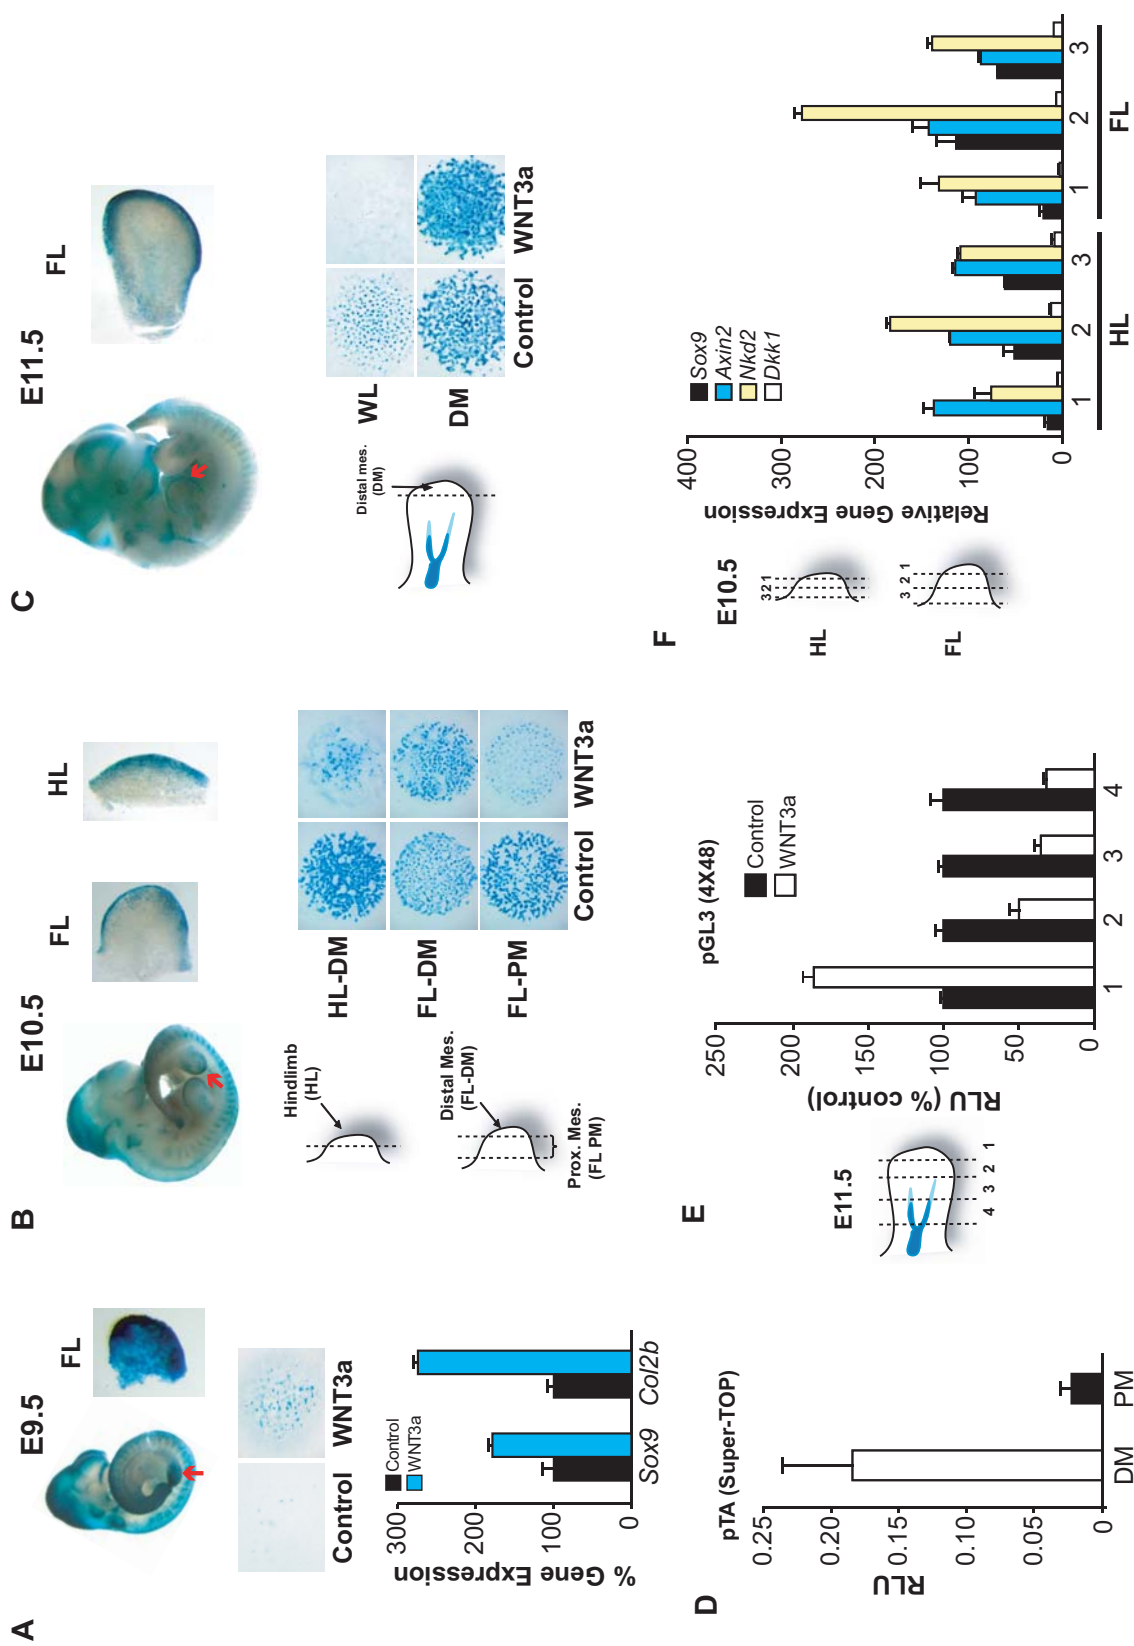 A
E9.5
FL
Control
WNT3a
Control
WNT3a
% Gene Expression
300
200
100
0
Sox9
Col2b
B
E10.5
FL
HL
Hindlimb
(HL)
Distal Mes.
(FL-DM)
Prox. Mes.
(FL PM)
HL-DM
FL-DM
FL-PM
Control
WNT3a
C
E11.5
FL
Distal mes.
(DM)
WL
DM
Control
WNT3a
D
pTA (Super-TOP)
RLU
0.25
0.20
0.15
0.10
0.05
0
DM
PM
E
E11.5
4 3 2 1
pGL3 (4X48)
Control
WNT3a
RLU (% control)
250
200
150
100
50
0
1 2 3 4
F
E10.5
HL
321
FL
3 2 1
Sox9
Axin2
Nkd2
Dkk1
Relative Gene Expression
400
300
200
100
0
1 2 3 1 2 3
HL FL